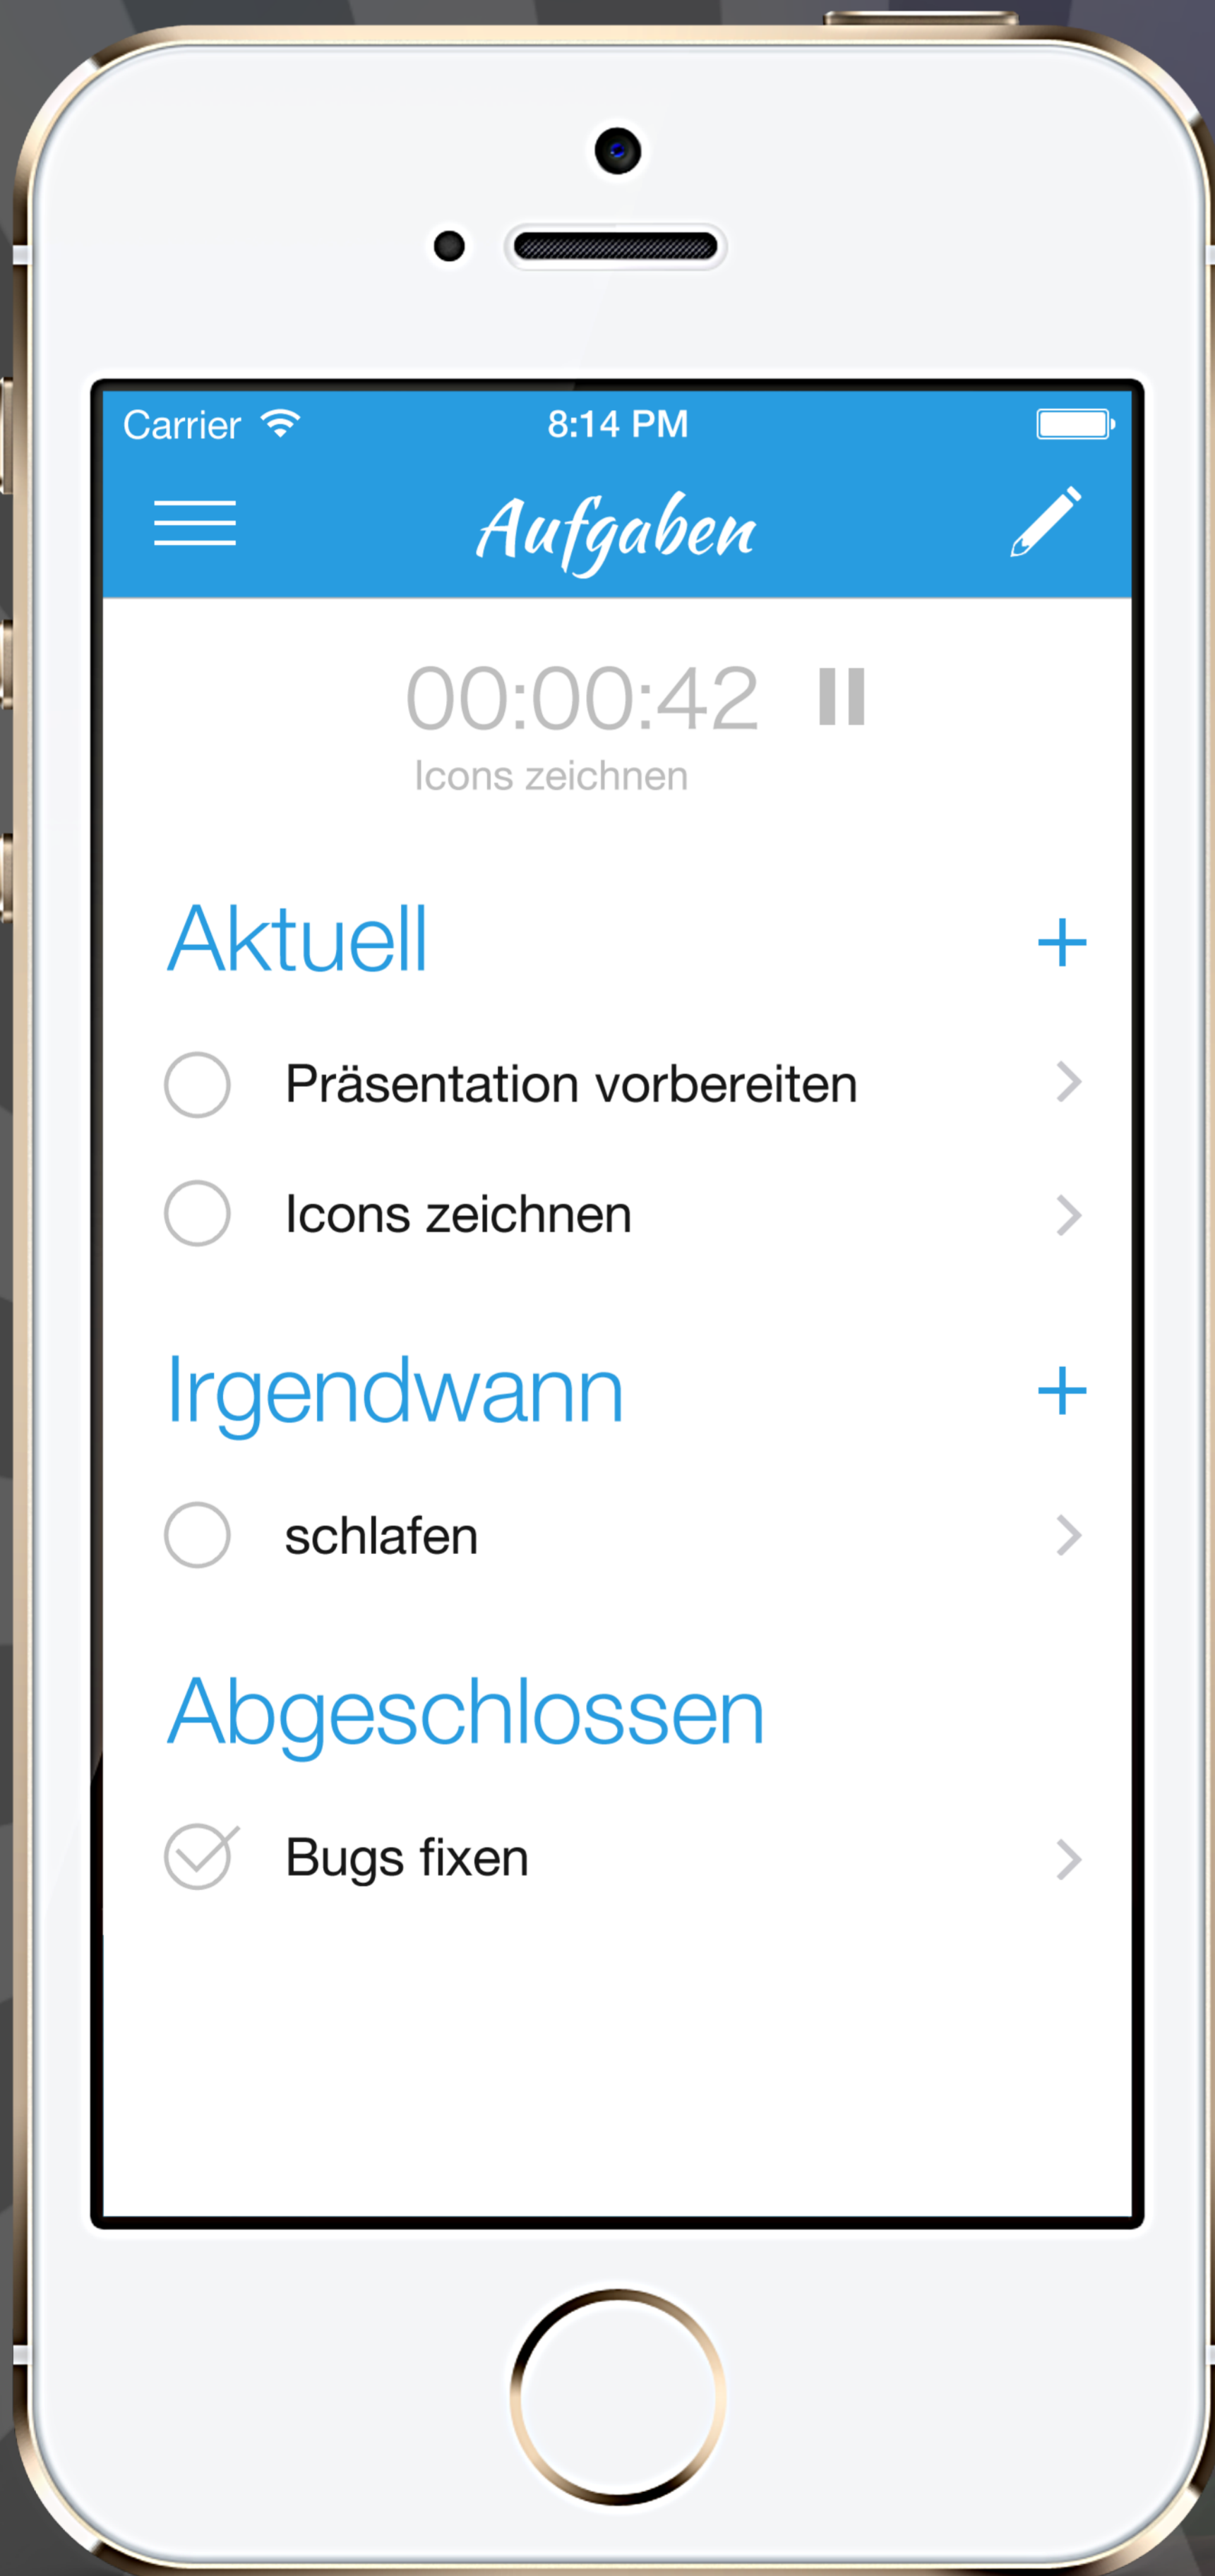 Carrier 8:14 PM
Aufgaben
00:00:42
Icons zeichnen
Aktuell
Präsentation vorbereiten
Icons zeichnen
Irgendwann
schlafen
Abgeschlossen
Bugs fixen